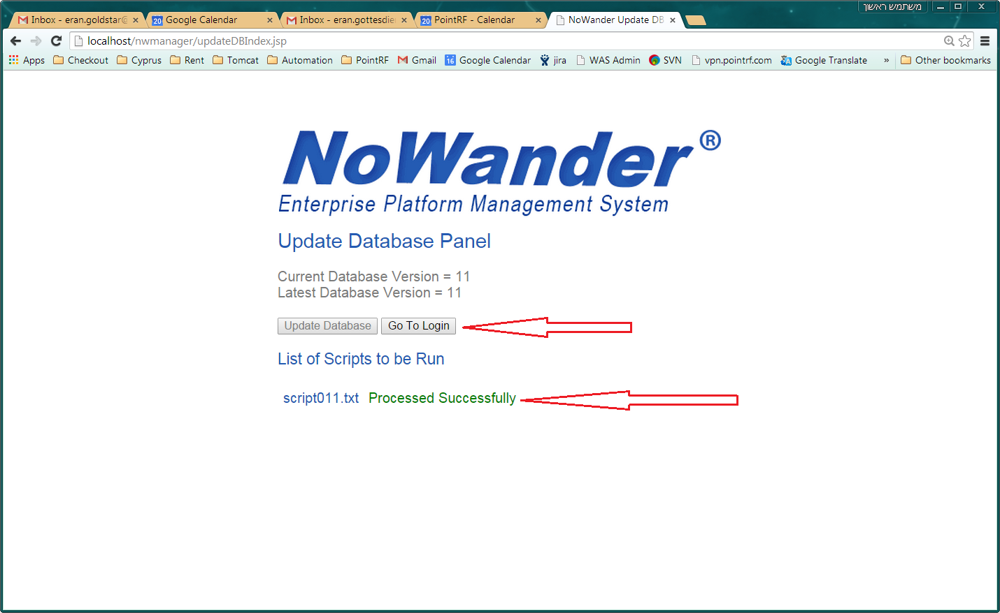 משתמש ראשון
Inbox - eran.goldstar@
Google Calendar
Inbox - eran.gottesdie
PointRF - Calendar
NoWander Update DB
localhost/nwmanager/updateDBIndex.jsp
Apps Checkout Cyprus Rent Tomcat Automation PointRF Gmail Google Calendar jira WAS Admin SVN vpn.pointrf.com Google Translate » Other bookmarks
NoWander ®
Enterprise Platform Management System
Update Database Panel
Current Database Version = 11
Latest Database Version = 11
Update Database Go To Login
List of Scripts to be Run
script011.txt Processed Successfully